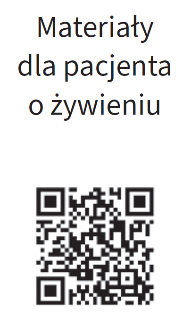 Materiały
dla pacjenta
o żywieniu